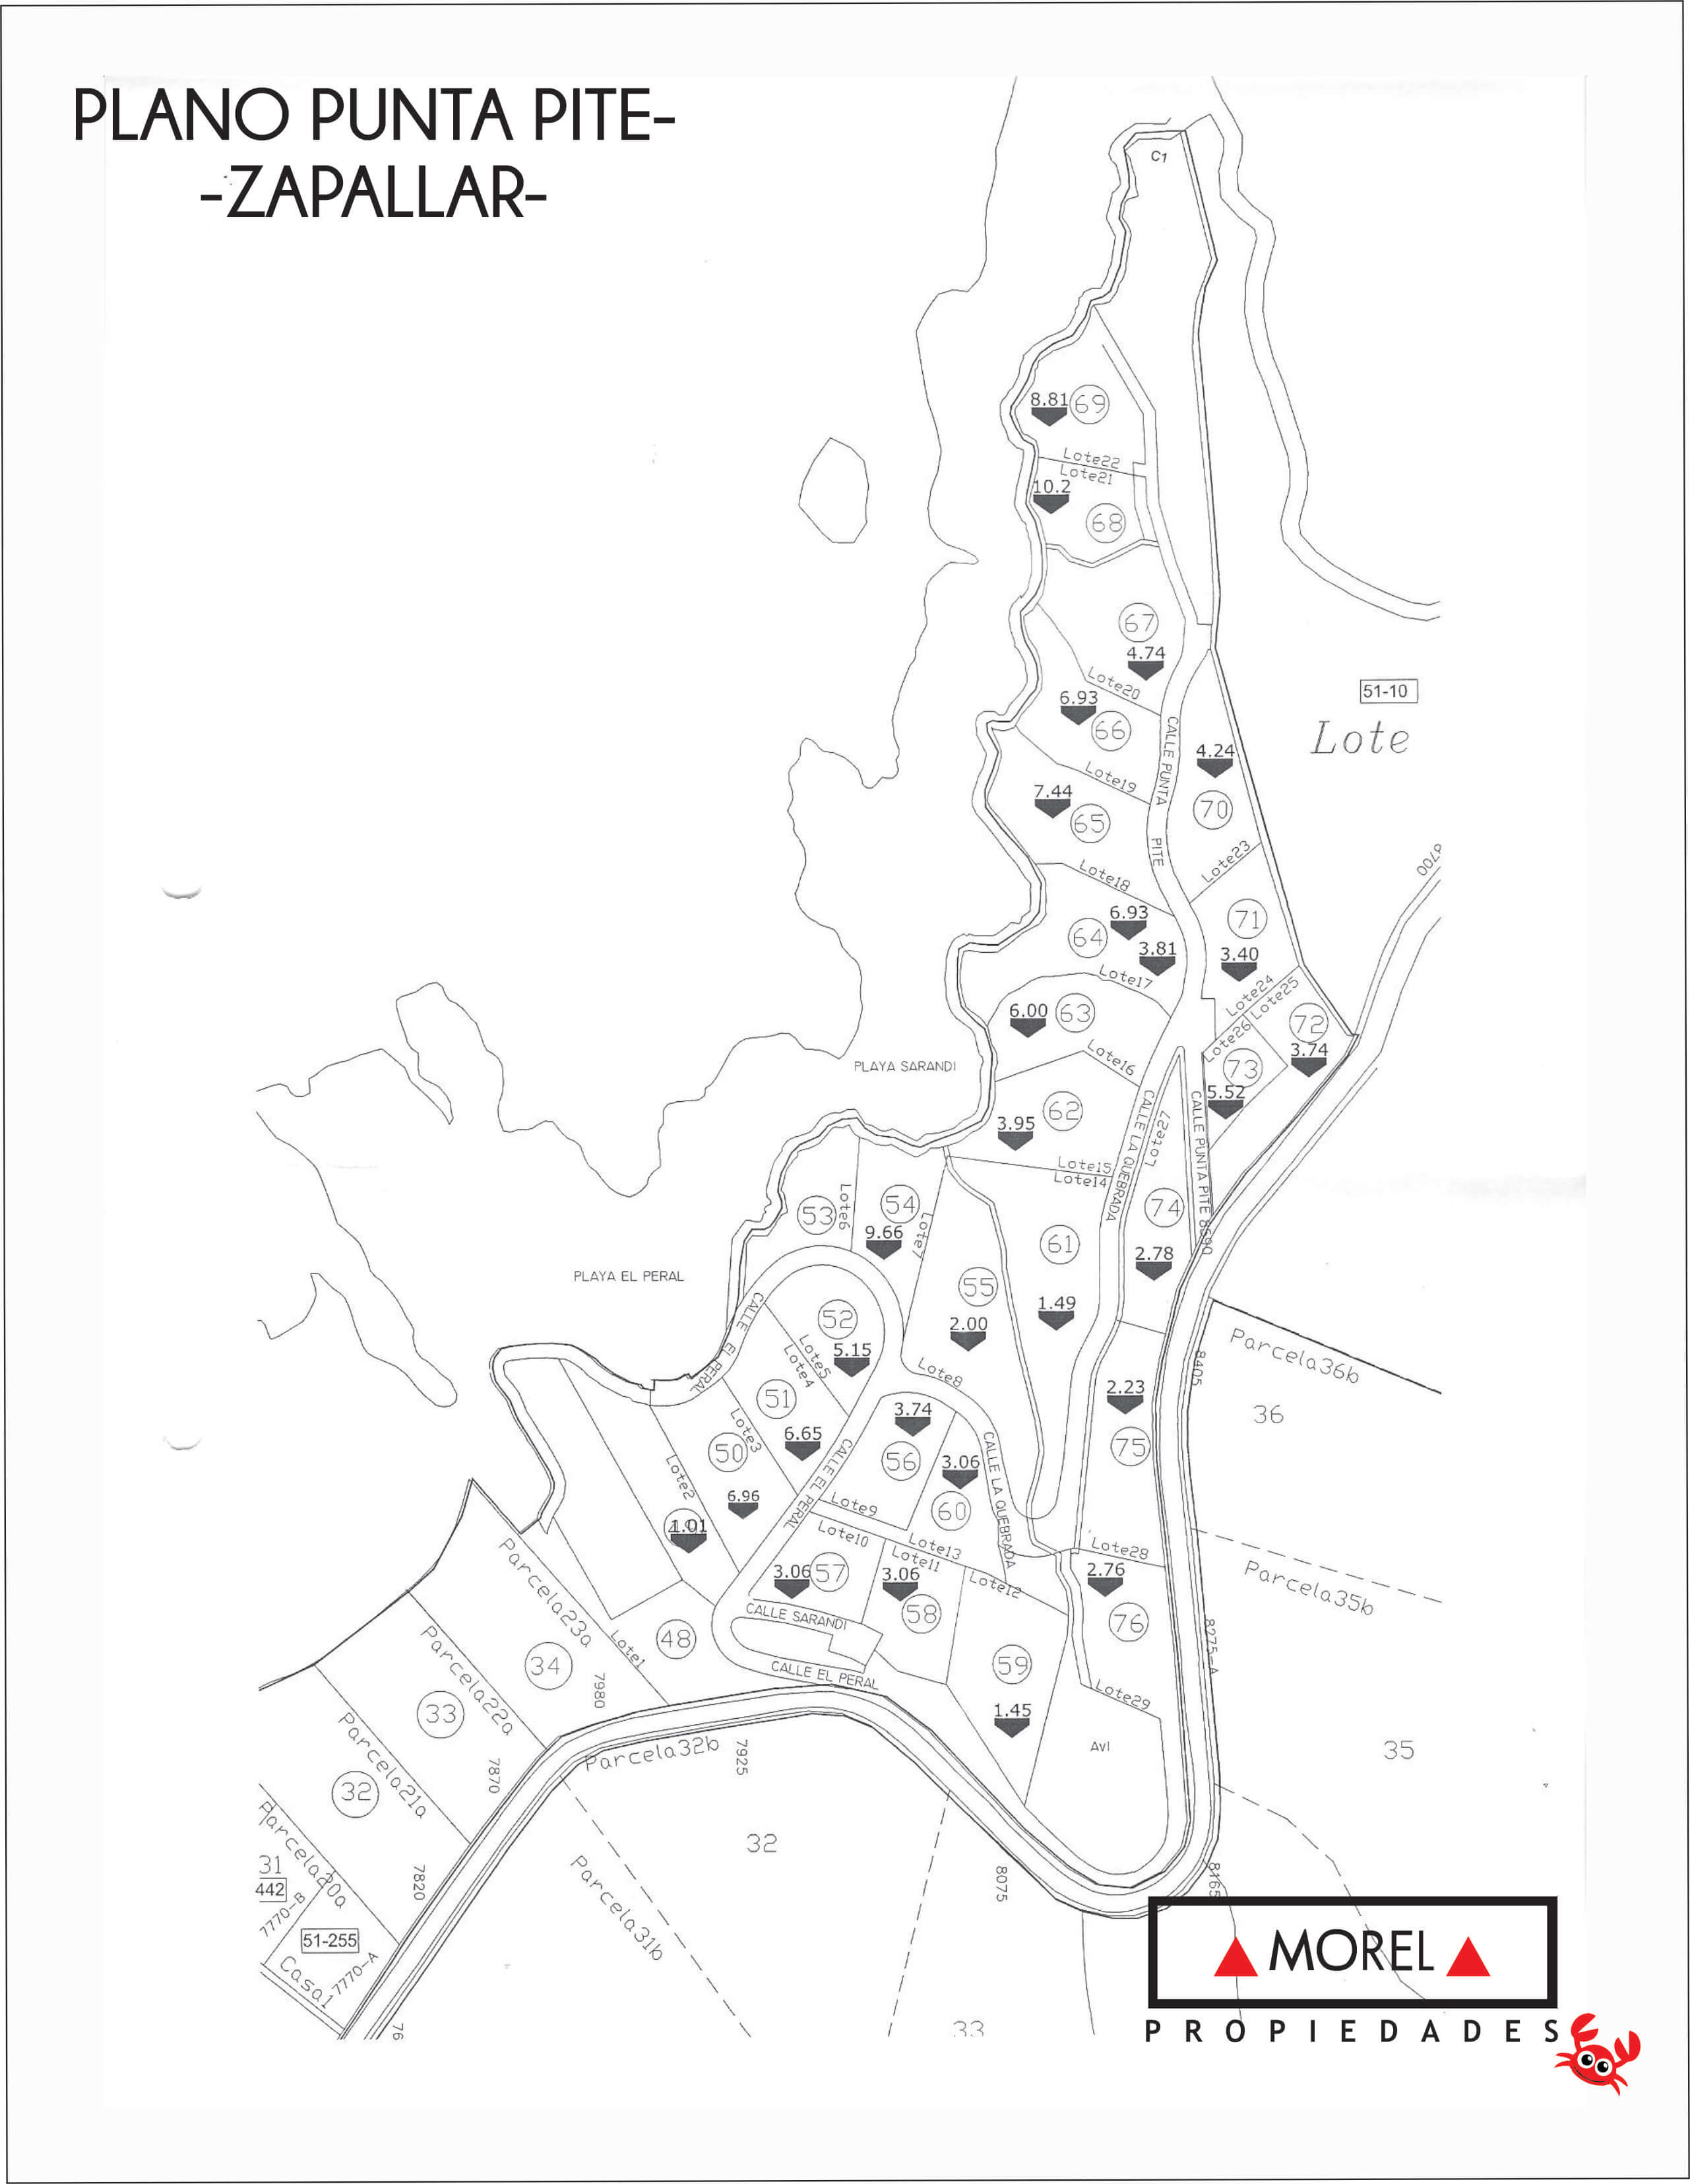 PLANO PUNTA PITE-
-ZAPALLAR-
C1
8.81
69
Lote22
Lote21
10.2
68
67
4.74
Lote20
6.93
66
CALLE PUNTA PITE
51-10
Lote
4.24
Lote19
7.44
65
70
Lote23
Lote18
8700
6.93
64
3.81
71
3.40
Lote17
Lote24
Lote25
6.00
63
72
Lote26
3.74
Lote16
73
PLAYA SARANDI
5.52
62
3.95
CALLE LA QUEBRADA
Lote27
CALLE PUNTA PITE 8590
Lote15
Lote14
53
Lote6
54
9.66
Lote7
74
61
2.78
PLAYA EL PERAL
55
CALLE EL PERAL
52
5.15
2.00
1.49
Lote5
Lote4
Lote8
8405
Parcela36b
36
51
6.65
3.74
2.23
75
Lote3
50
CALLE EL PERAL
56
3.06
CALLE LA QUEBRADA
Lote2
6.96
60
Lote9
1.01
Lote10
Lote13
Lote11
Lote28
3.06
57
3.06
Lote12
2.76
Parcela35b
58
CALLE SARANDI
76
Parcela23a
Lote1
48
59
8275-A
34
CALLE EL PERAL
Lote29
Parcela22a
7980
33
1.45
Parcela21a
Parcela32b
7925
Avl
35
7870
32
32
Parcela20a
31
442
7820
8075
8165
7770-B
51-255
Parcela31b
Casa1
7770-A
76
33
MOREL
PROPIEDADES